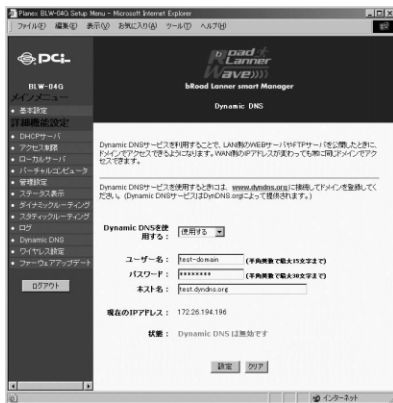 Planex BLW-04G Setup Menu - Microsoft Internet Explorer
ファイル(F) 編集(E) 表示(V) お気に入り(A) ツール(T) ヘルプ(H)
PCi
BLW-04G
メインメニュー
基本設定
詳細機能設定
DHCPサーバ
アクセス制限
ローカルサーバ
バーチャルコンピュータ
管理設定
ステータス表示
ダイナミックルーティング
スタティックルーティング
ログ
Dynamic DNS
ワイヤレス設定
ファームウェアアップデート
ログアウト
Broad
Lanner
Wave
bRoad Lanner smart Manager
Dynamic DNS
Dynamic DNSサービスを利用することで、LAN側のWEBサーバやFTPサーバを公開したときに、
ドメインでアクセスできるようになります。WAN側のIPアドレスが変わっても常に同じドメインでアク
セスできます。
Dynamic DNSサービスを使用するときには、www.dyndns.orgに接続してドメインを登録してく
ださい。(Dynamic DNSサービスはDynDNS.orgによって提供されます。)
Dynamic DNSを使
用する: 使用する
ユーザー名: test-domain (半角英数で最大15文字まで)
パスワード: ******** (半角英数で最大30文字まで)
ホスト名: test.dyndns.org
現在のIPアドレス: 172.26.194.196
状態: Dynamic DNS は無効です
設定 クリア
インターネット